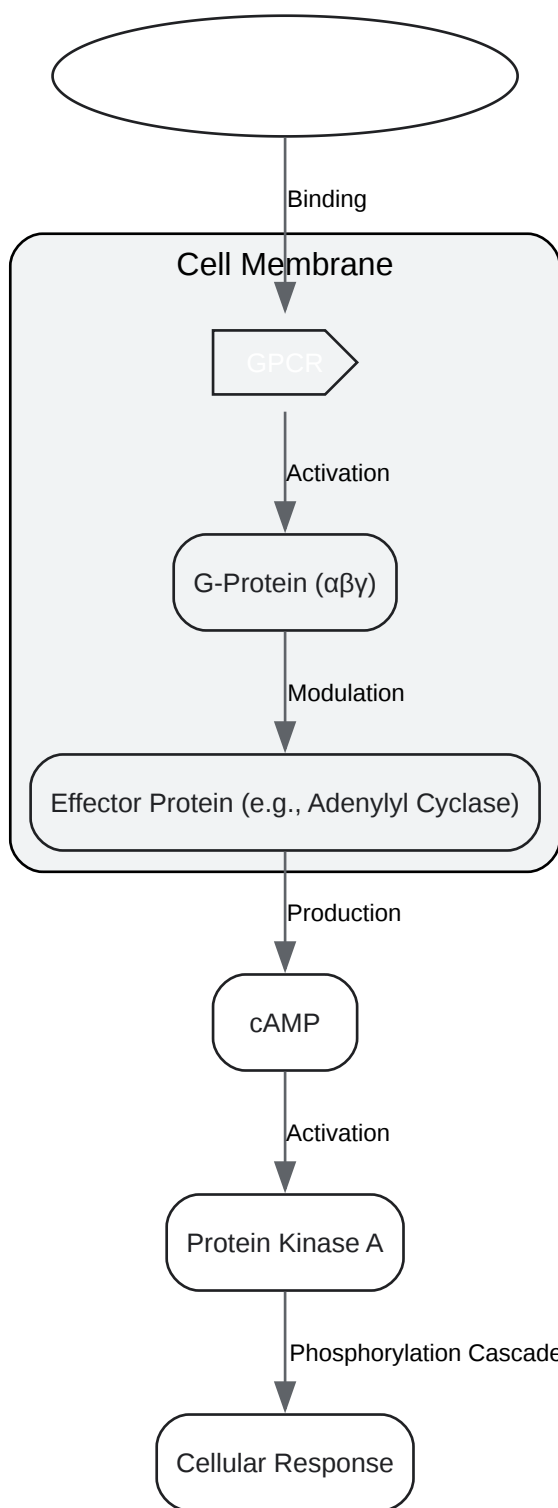 Binding
Cell Membrane
GPCR
Activation
G-Protein (αβγ)
Modulation
Effector Protein (e.g., Adenylyl Cyclase)
Production
cAMP
Activation
Protein Kinase A
Phosphorylation Cascade
Cellular Response